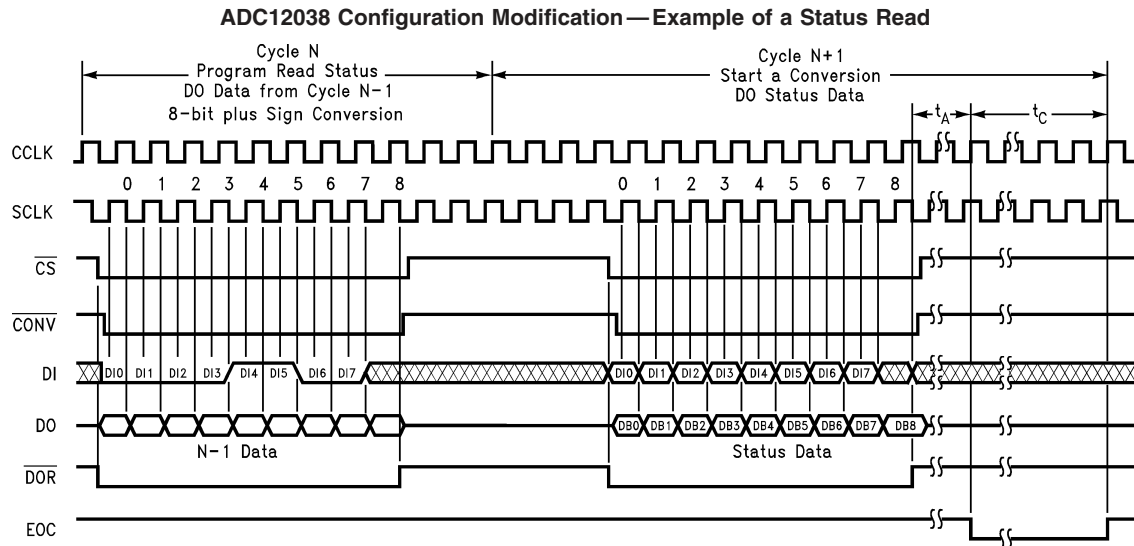 ADC12038 Configuration Modification—Example of a Status Read
Cycle N
Program Read Status
DO Data from Cycle N-1
8-bit plus Sign Conversion
Cycle N+1
Start a Conversion
DO Status Data
tA
tC
CCLK
0 1 2 3 4 5 6 7 8
0 1 2 3 4 5 6 7 8
SCLK
CS
CONV
DI
DI0 DI1 DI2 DI3 DI4 DI5 DI6 DI7
DI0 DI1 DI2 DI3 DI4 DI5 DI6 DI7
DO
DB0 DB1 DB2 DB3 DB4 DB5 DB6 DB7 DB8
N-1 Data
Status Data
DOR
EOC